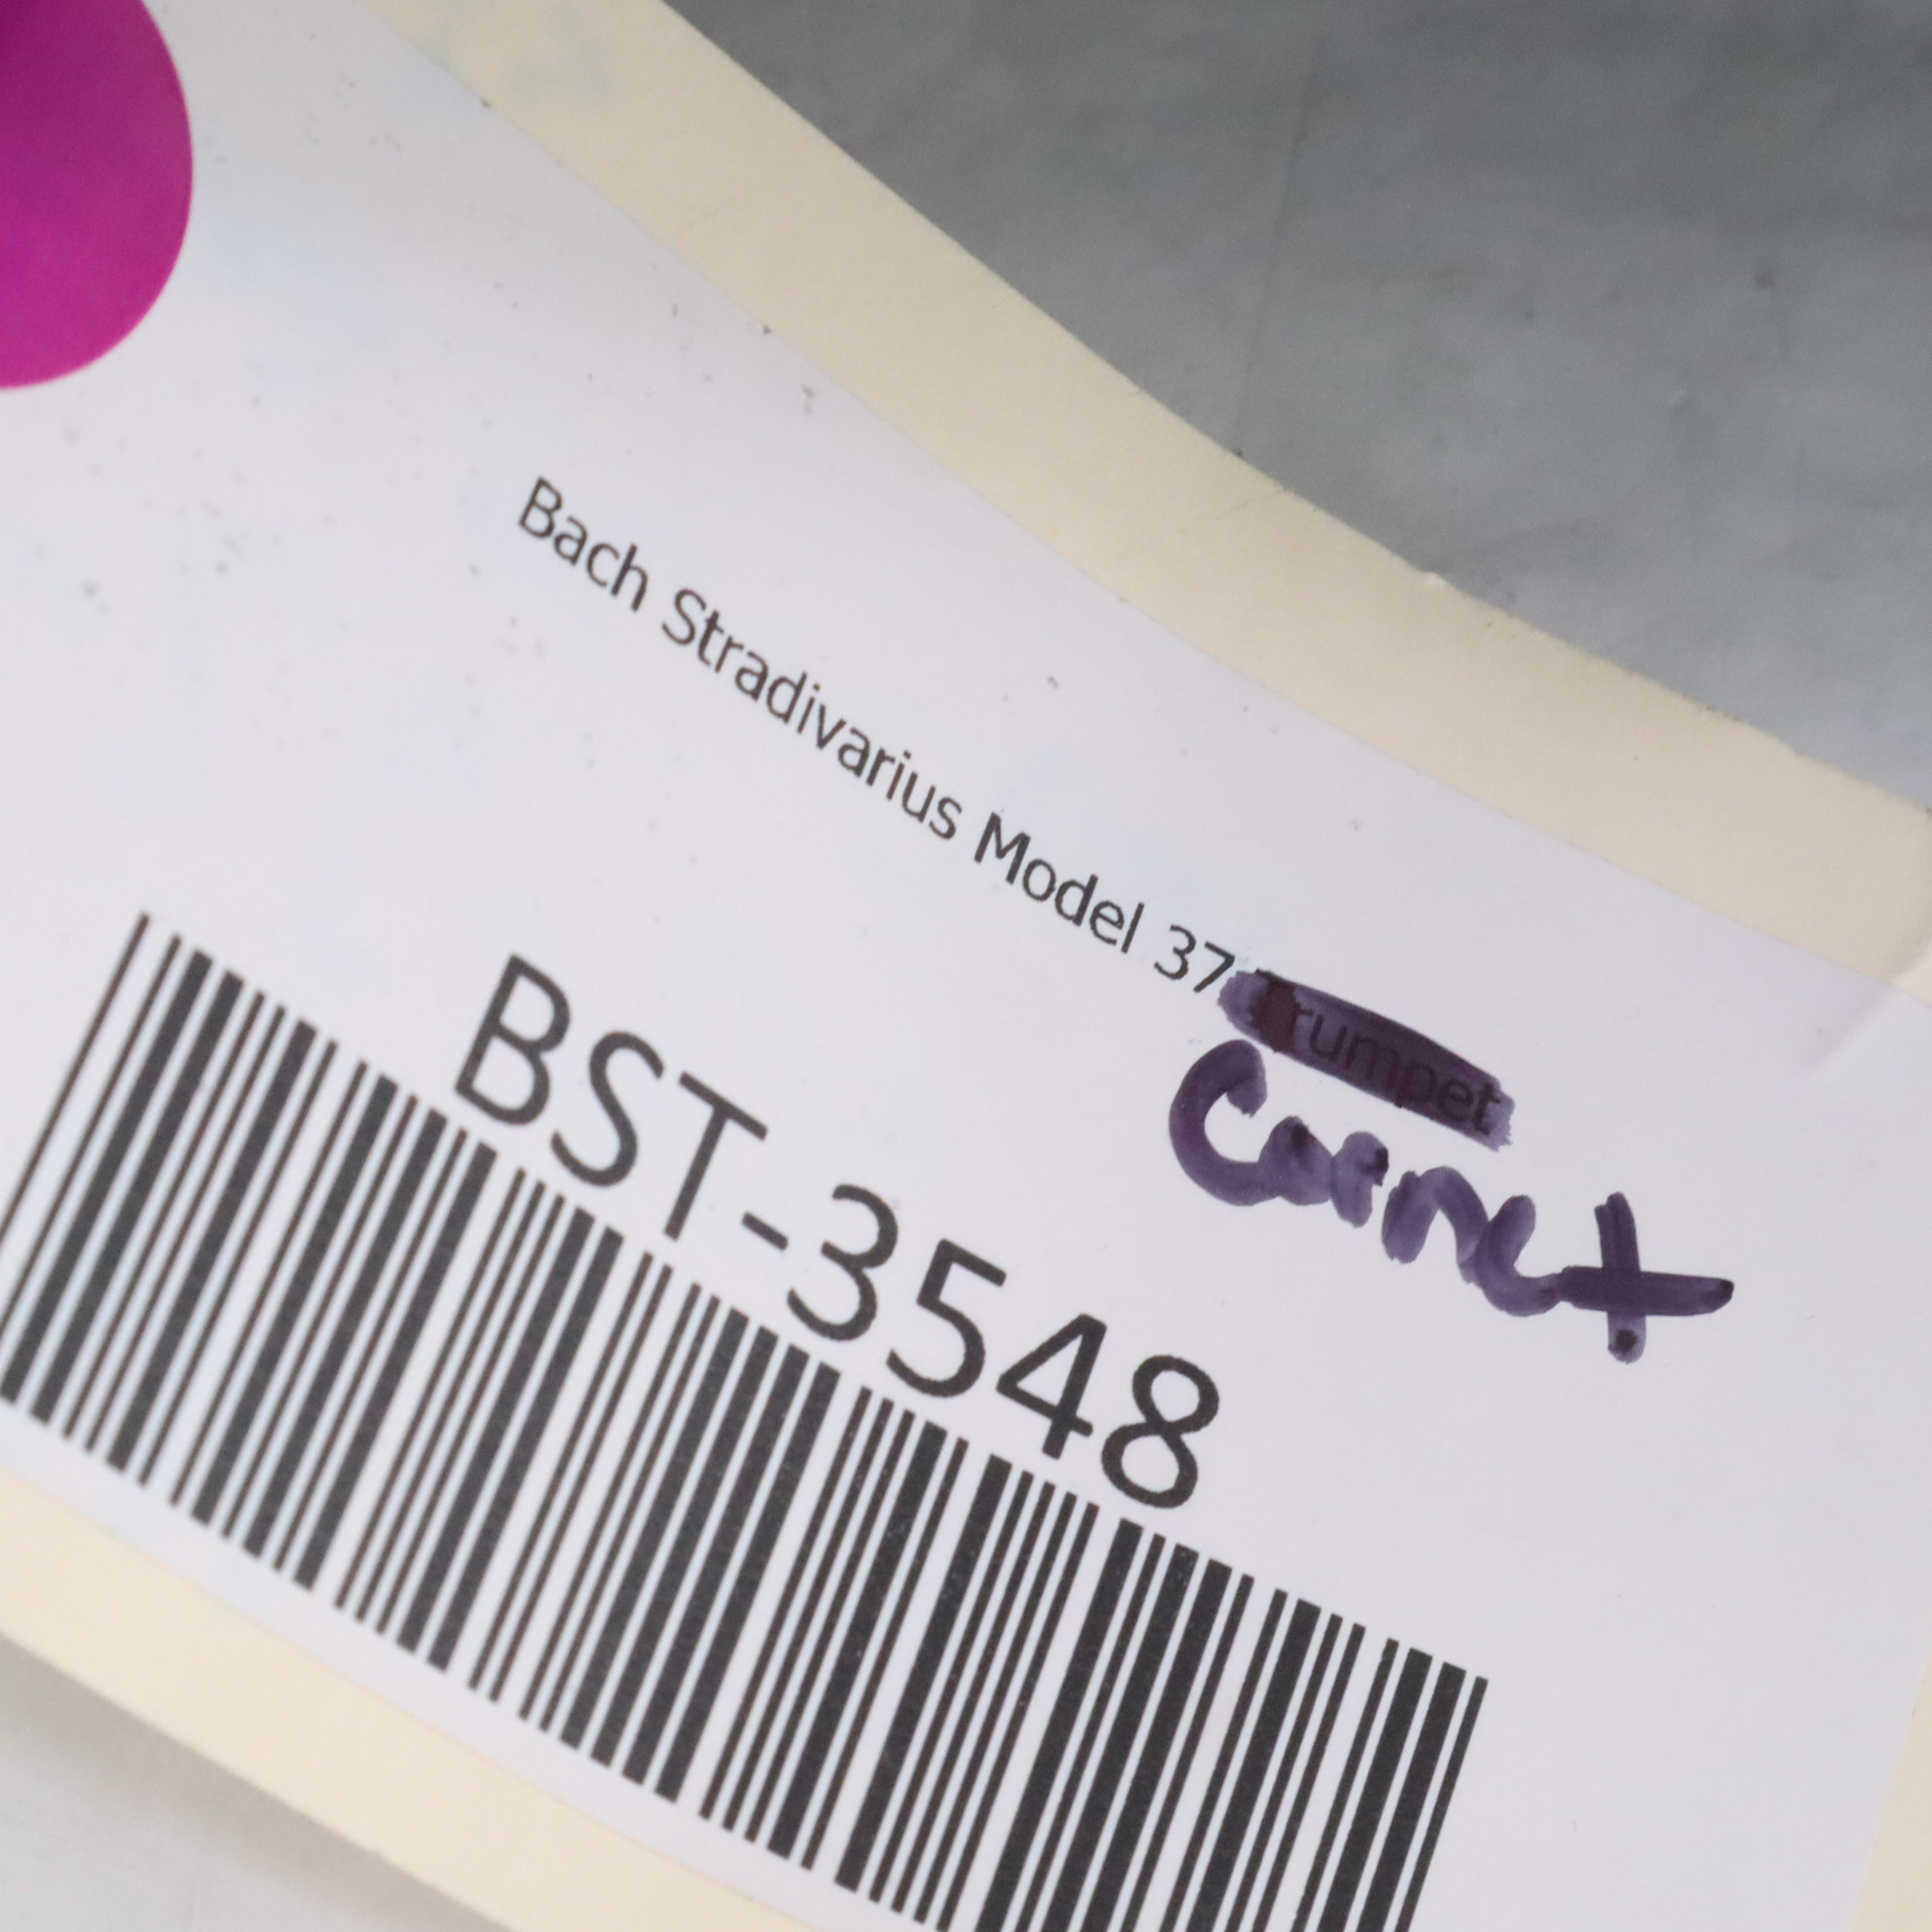 Bach Stradivarius Model 37 Trumpet
Cornet
BST-3548